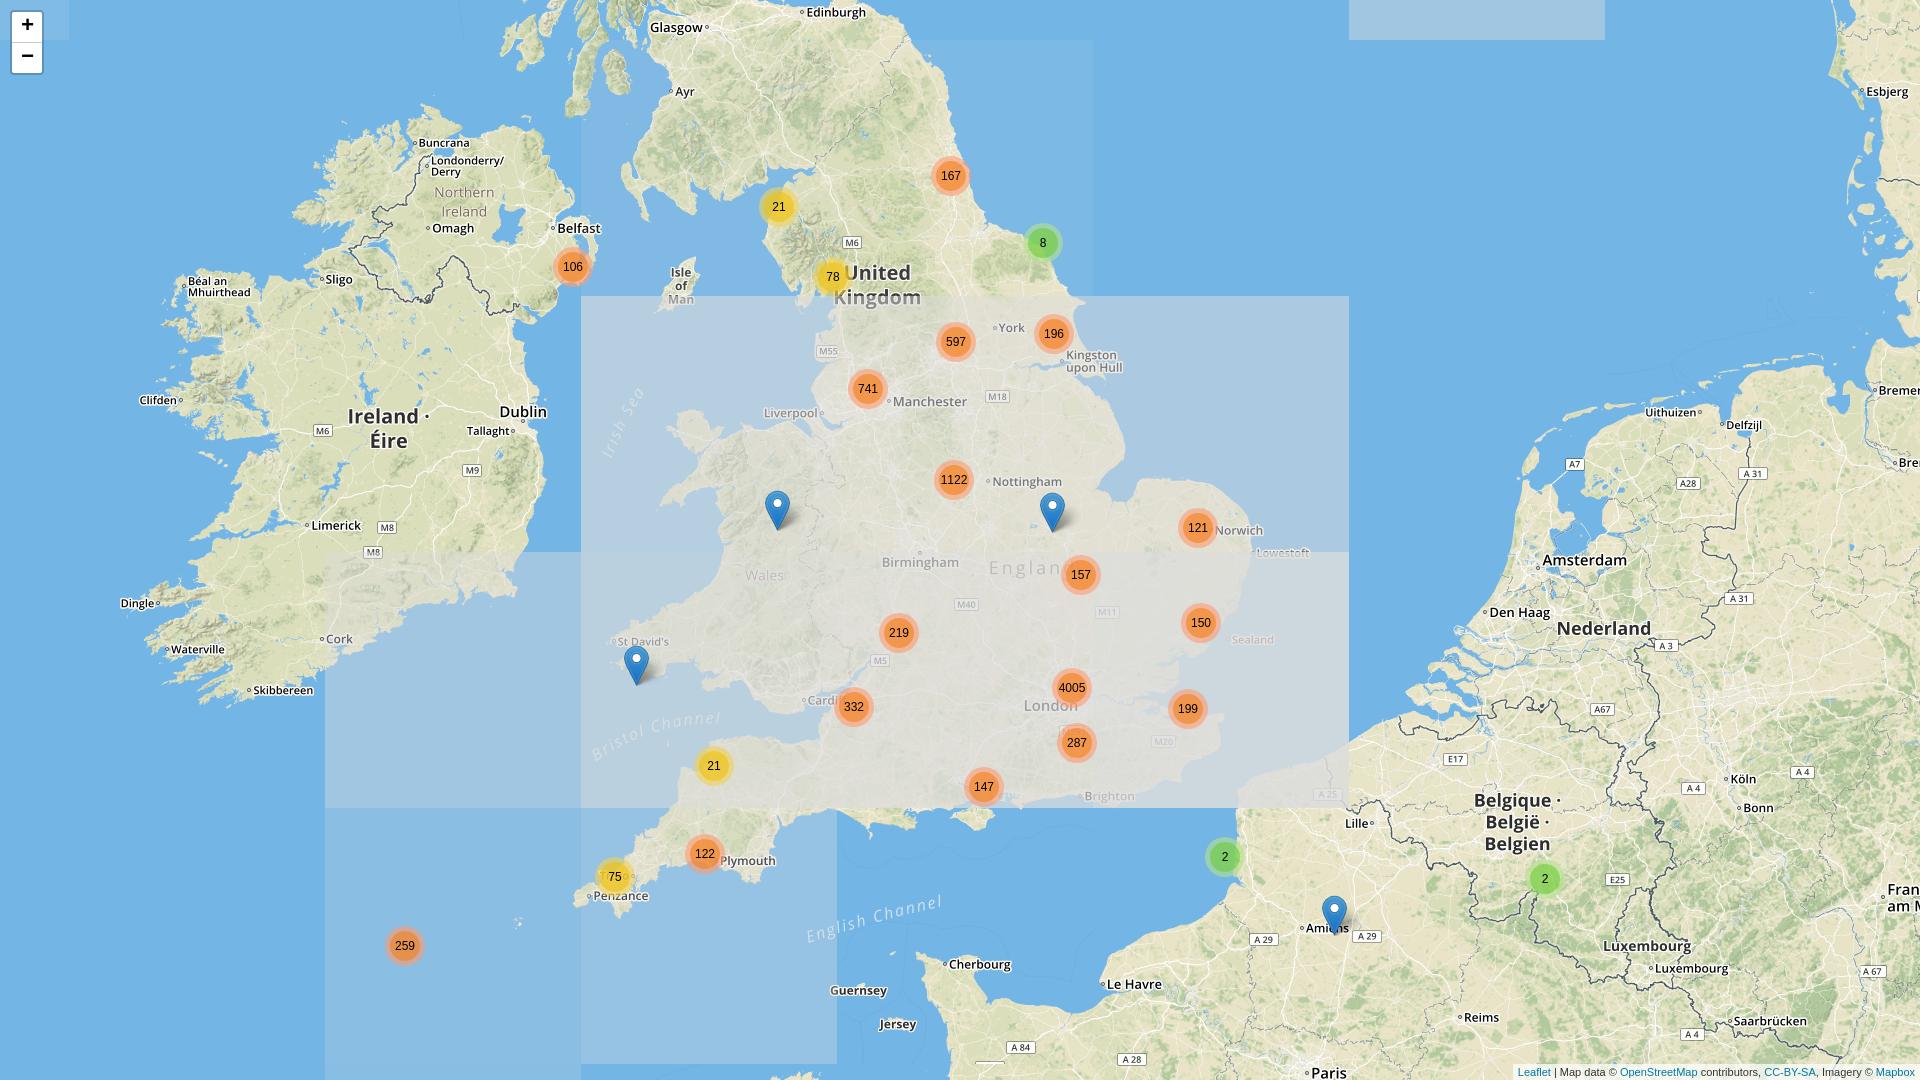 +
−
Edinburgh
Glasgow
Ayr
Esbjerg
Buncrana
Londonderry/
Derry
Northern
Ireland
Omagh
Belfast
167
21
8
M6
106
78
United
Kingdom
Isle
of
Man
Sligo
Béal an
Mhuirthead
York
196
597
M55
Kingston
upon Hull
741
Manchester
M18
Liverpool
Irish Sea
Clifden
Ireland ·
Éire
Dublin
Tallaght
M6
M9
Bremer
Uithuizen
Delfzijl
A7
A 31
A28
1122
Nottingham
Limerick
M8
M8
121
Norwich
Lowestoft
Birmingham
Wales
Englan
157
Amsterdam
A 31
Den Haag
Nederland
A 3
Dingle
Cork
Waterville
Skibbereen
M40
M11
150
Sealand
219
M5
St David's
4005
London
Cardi
332
199
287
M20
A67
Bristol Channel
E17
21
147
Brighton
A 25
Köln
A 4
A 4
Bonn
Belgique ·
België ·
Belgien
Lille
122
Plymouth
75
Penzance
2
2
E25
Fran
am M
259
English Channel
Amiens
A 29
A 29
Luxembourg
Luxembourg
A 67
Cherbourg
Le Havre
Guernsey
Jersey
Reims
Saarbrücken
A 4
A 84
A 28
Paris
Leaflet | Map data © OpenStreetMap contributors, CC-BY-SA, Imagery © Mapbox